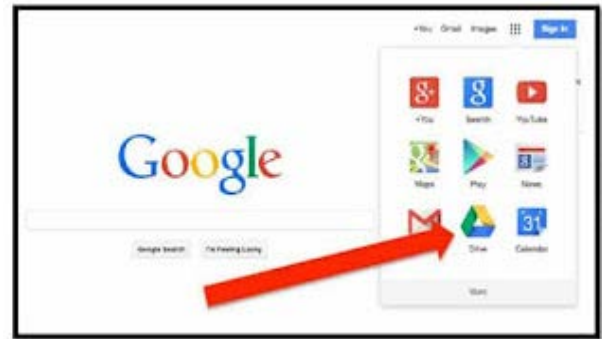 +You Gmail Images Sign in
Google
+You Search YouTube
Maps Play News
31
Drive Calendar
Google Search I'm Feeling Lucky
More